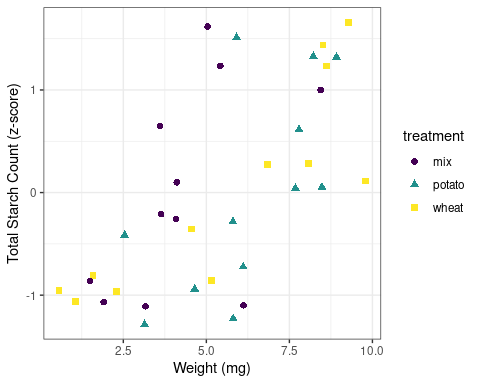 Total Starch Count (z-score)
1
0
-1
2.5
5.0
7.5
10.0
Weight (mg)
treatment
mix
potato
wheat